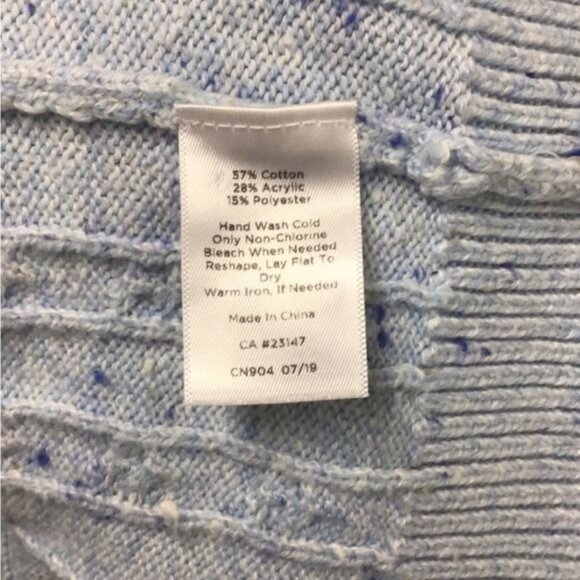 57% Cotton
28% Acrylic
15% Polyester
Hand Wash Cold
Only Non-Chlorine
Bleach When Needed
Reshape, Lay Flat To
Dry
Warm Iron, If Needed
Made In China
CA #23147
CN904 07/19